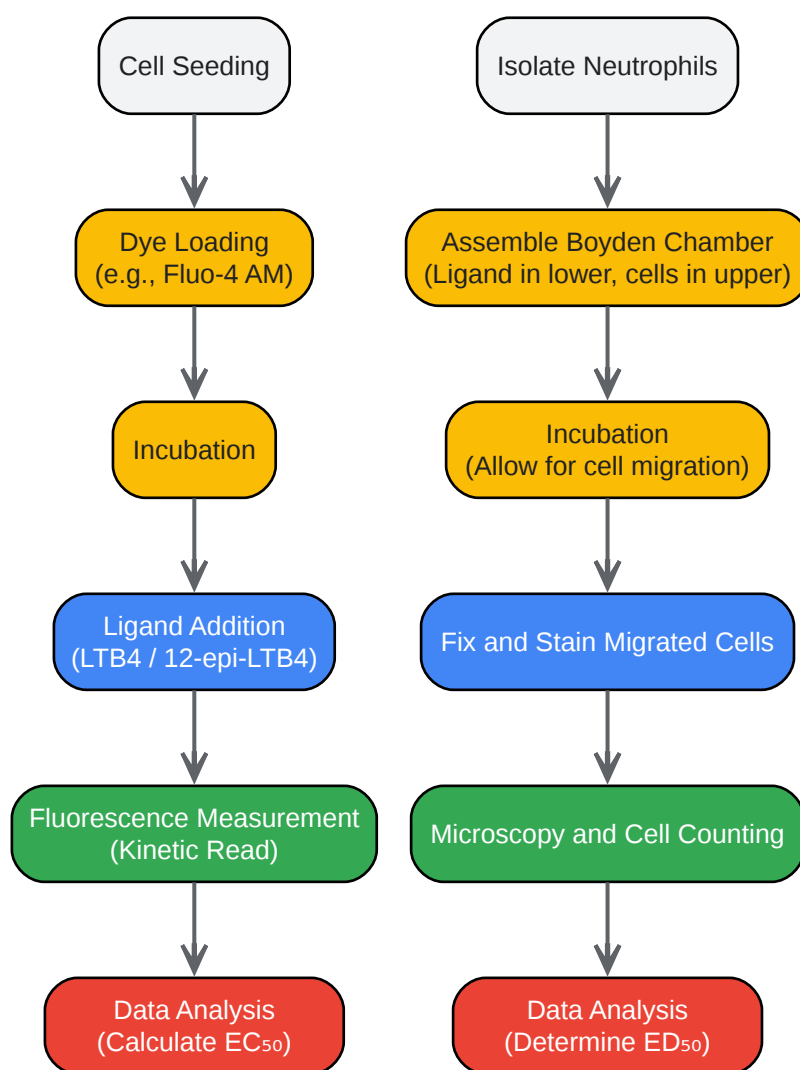 Cell Seeding
Dye Loading
(e.g., Fluo-4 AM)
Incubation
Ligand Addition
(LTB4 / 12-epi-LTB4)
Fluorescence Measurement
(Kinetic Read)
Data Analysis
(Calculate EC₅₀)
Isolate Neutrophils
Assemble Boyden Chamber
(Ligand in lower, cells in upper)
Incubation
(Allow for cell migration)
Fix and Stain Migrated Cells
Microscopy and Cell Counting
Data Analysis
(Determine ED₅₀)